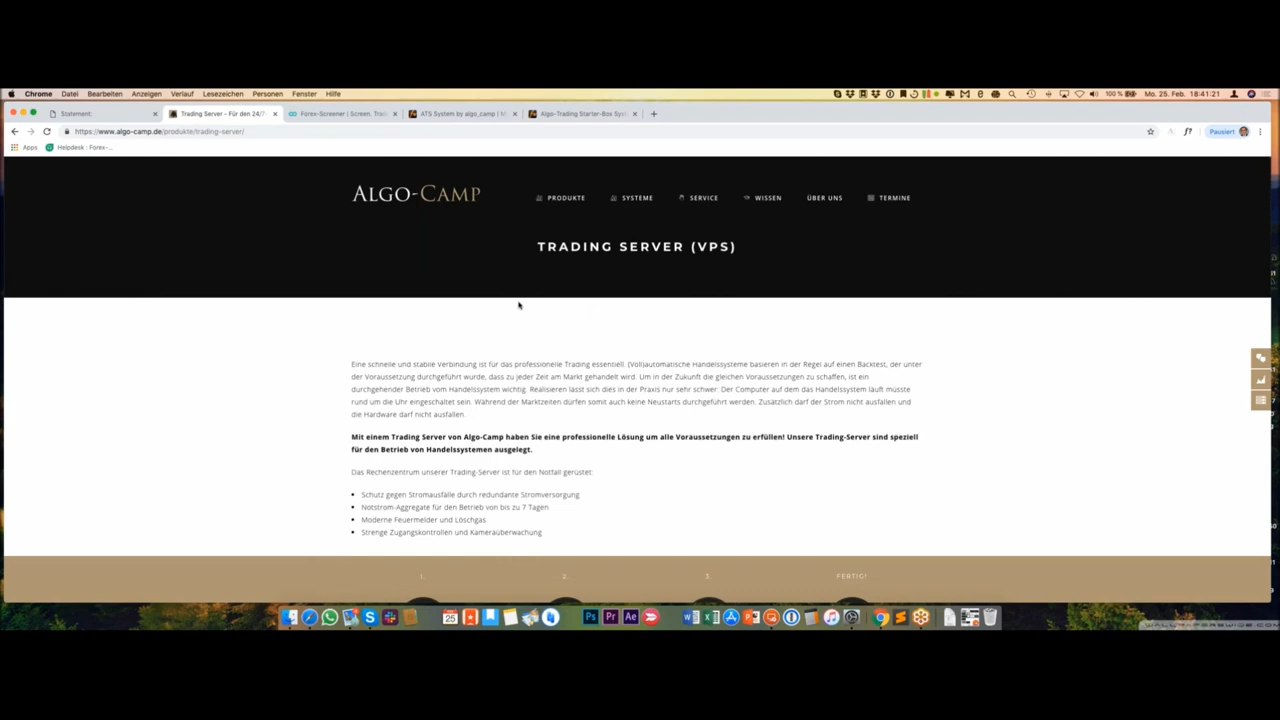 Chrome Datei Bearbeiten Anzeigen Verlauf Lesezeichen Personen Fenster Hilfe 100 % Mo. 25. Feb. 18:41:21
Statement Trading Server - Für den 24/7 Forex-Screener | Screen, Trad ATS System by algo_camp | M Algo-Trading Starter-Box Syn
https://www.algo-camp.de/produkte/trading-server/ Pausiert
Apps Helpdesk : Forex-...
ALGO-CAMP PRODUKTE SYSTEME SERVICE WISSEN ÜBER UNS TERMINE
TRADING SERVER (VPS)
Eine schnelle und stabile Verbindung ist für das professionelle Trading essentiell. (Voll)automatische Handelssysteme basieren in der Regel auf einen Backtest, der unter
der Voraussetzung durchgeführt wurde, dass zu jeder Zeit am Markt gehandelt wird. Um in der Zukunft die gleichen Voraussetzungen zu schaffen, ist ein
durchgehender Betrieb vom Handelssystem wichtig. Realisieren lässt sich dies in der Praxis nur sehr schwer: Der Computer auf dem das Handelssystem läuft müsste
rund um die Uhr eingeschaltet sein. Während der Marktzeiten dürfen somit auch keine Neustarts durchgeführt werden. Zusätzlich darf der Strom nicht ausfallen und
die Hardware darf nicht ausfallen.
Mit einem Trading Server von Algo-Camp haben Sie eine professionelle Lösung um alle Voraussetzungen zu erfüllen! Unsere Trading-Server sind speziell
für den Betrieb von Handelssystemen ausgelegt.
Das Rechenzentrum unserer Trading-Server ist für den Notfall gerüstet:
• Schutz gegen Stromausfälle durch redundante Stromversorgung
• Notstrom-Aggregate für den Betrieb von bis zu 7 Tagen
• Moderne Feuermelder und Löschgas
• Strenge Zugangskontrollen und Kameraüberwachung
1. 2. 3. FERTIG!